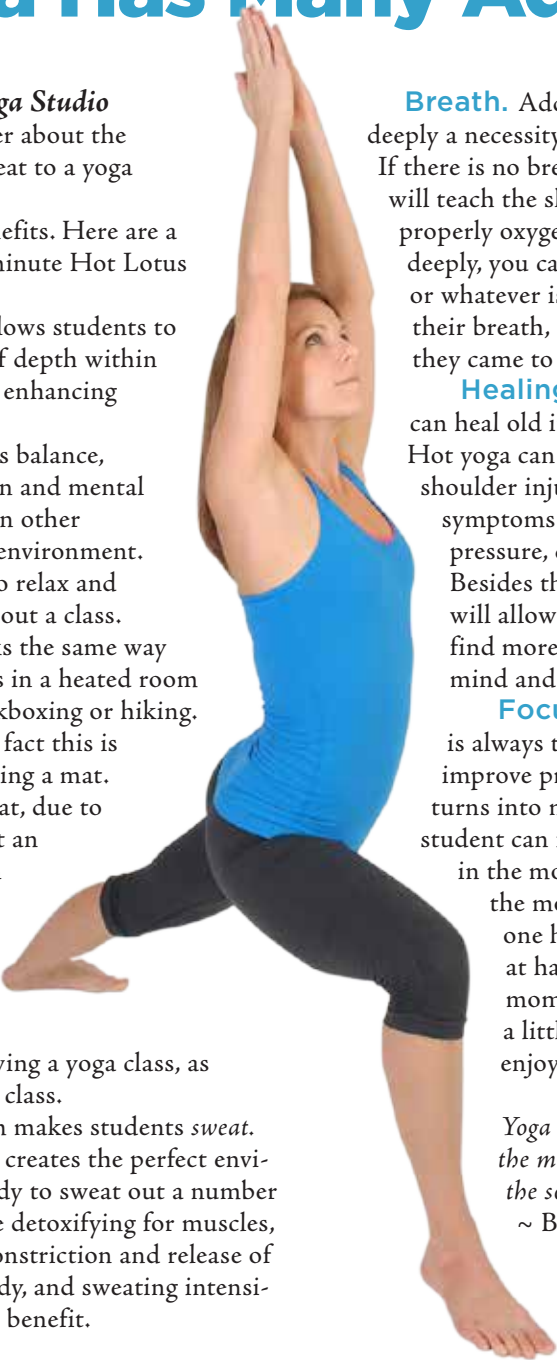 a Has Many Ad
ga Studio
er about the
eat to a yoga
efits. Here are a
minute Hot Lotus
lows students to
f depth within
enhancing
s balance,
n and mental
n other
environment.
o relax and
out a class.
ks the same way
s in a heated room
kboxing or hiking.
fact this is
ing a mat.
at, due to
t an
ving a yoga class, as
class.
n makes students sweat.
creates the perfect envi-
dy to sweat out a number
e detoxifying for muscles,
onstriction and release of
dy, and sweating intensi-
benefit.
Breath. Add
deeply a necessity
If there is no bre
will teach the sk
properly oxyge
deeply, you ca
or whatever is
their breath,
they came to
Healing
can heal old i
Hot yoga can
shoulder inju
symptoms
pressure,
Besides th
will allow
find more
mind and
Focu
is always t
improve pr
turns into m
student can
in the mo
the mo
one h
at ha
mom
a littl
enjoy
Yoga
the m
the s
~ B